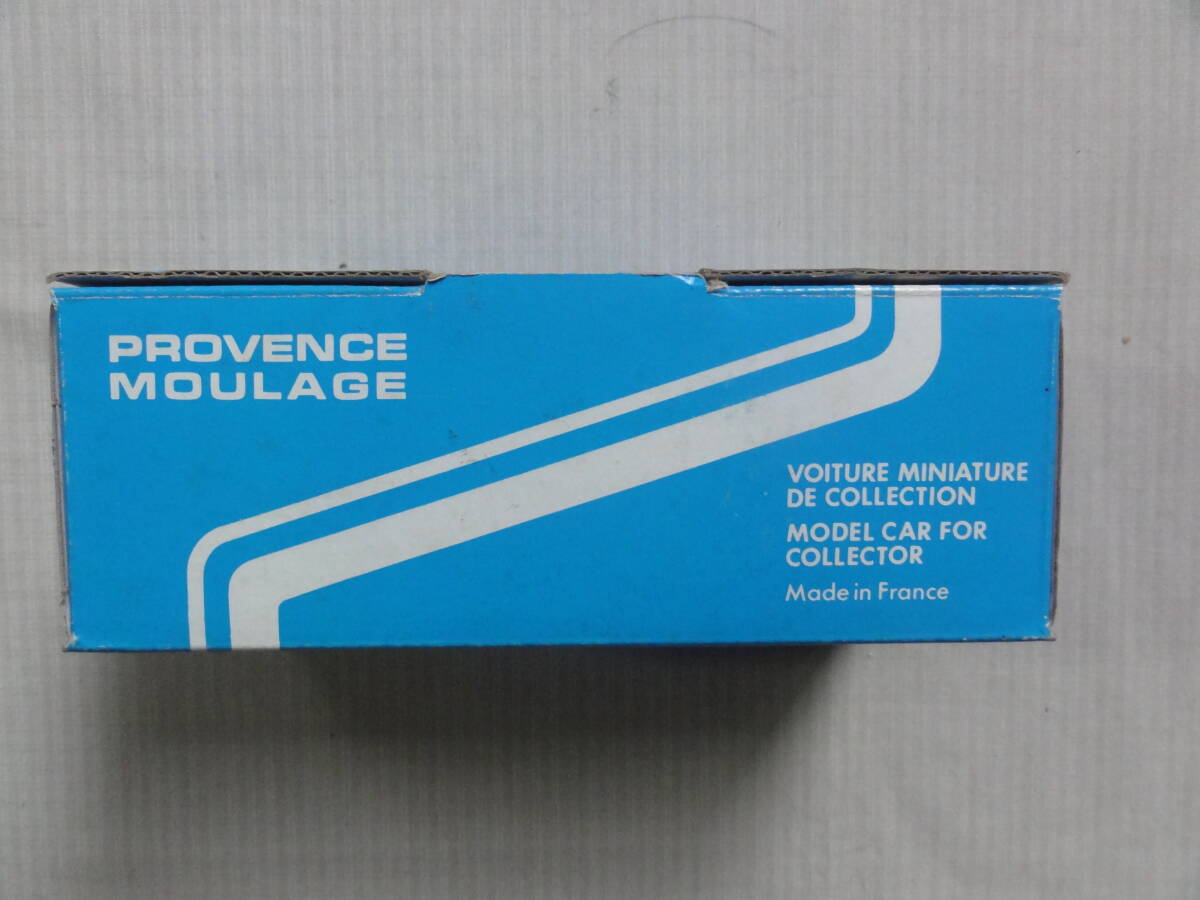 PROVENCE
MOULAGE
VOITURE MINIATURE
DE COLLECTION
MODEL CAR FOR
COLLECTOR
Made in France